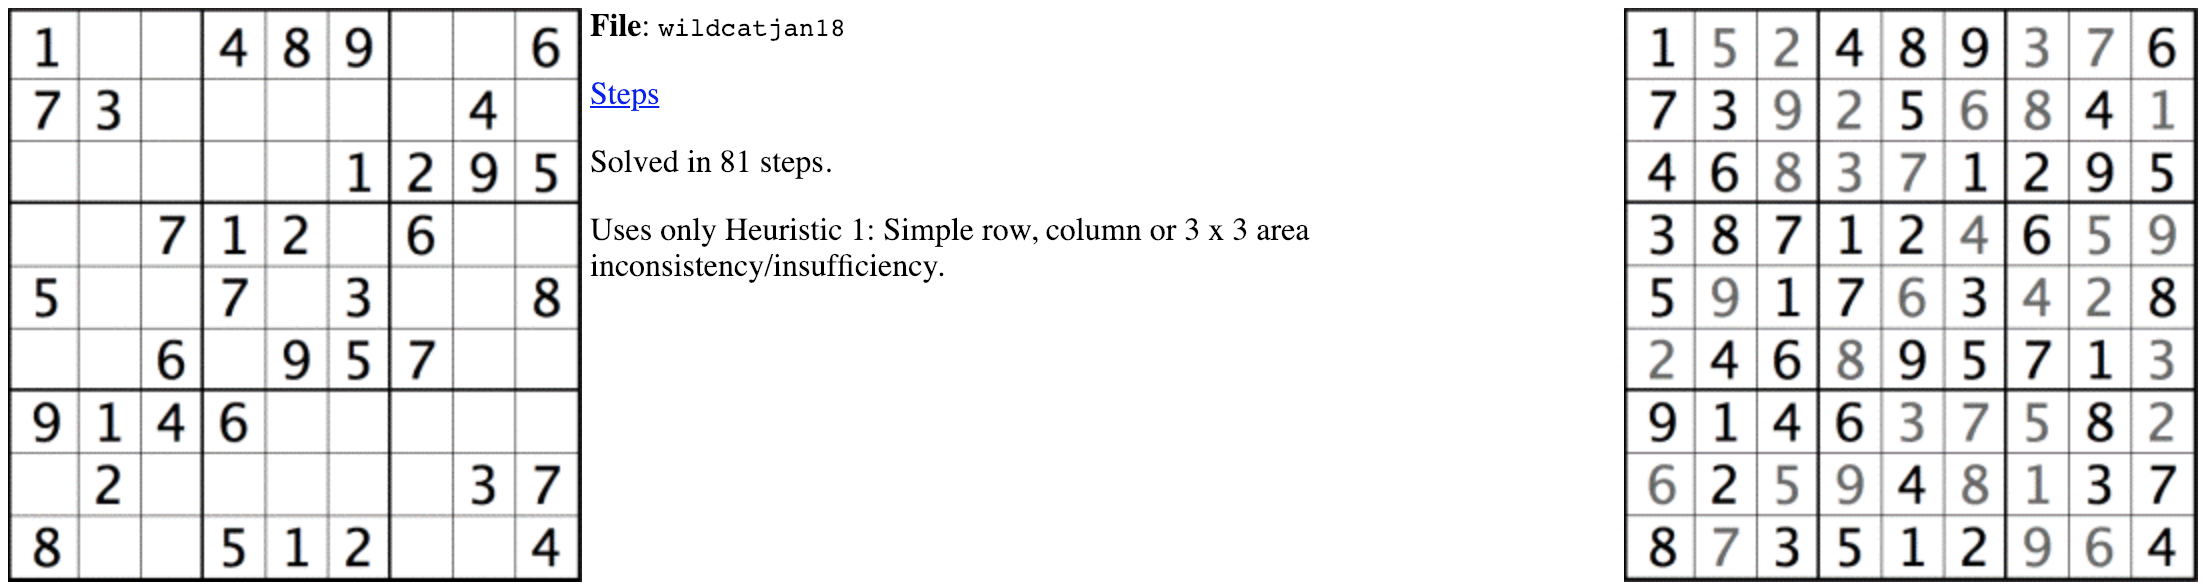 1 4 8 9 6
7 3 4
1 2 9 5
7 1 2 6
5 7 3 8
6 9 5 7
9 1 4 6
2 3 7
8 5 1 2 4
File: wildcatjan18
Steps
Solved in 81 steps.
Uses only Heuristic 1: Simple row, column or 3 x 3 area
inconsistency/insufficiency.
1 5 2 4 8 9 3 7 6
7 3 9 2 5 6 8 4 1
4 6 8 3 7 1 2 9 5
3 8 7 1 2 4 6 5 9
5 9 1 7 6 3 4 2 8
2 4 6 8 9 5 7 1 3
9 1 4 6 3 7 5 8 2
6 2 5 9 4 8 1 3 7
8 7 3 5 1 2 9 6 4